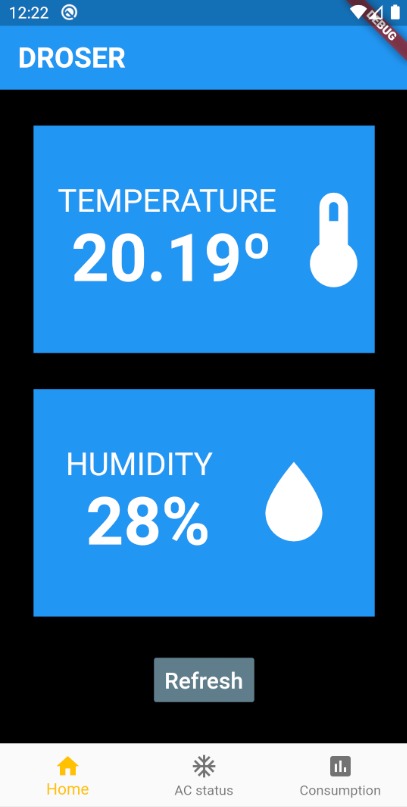 12:22
DEBUG
DROSER
TEMPERATURE
20.19º
HUMIDITY
28%
Refresh
Home
AC status
Consumption